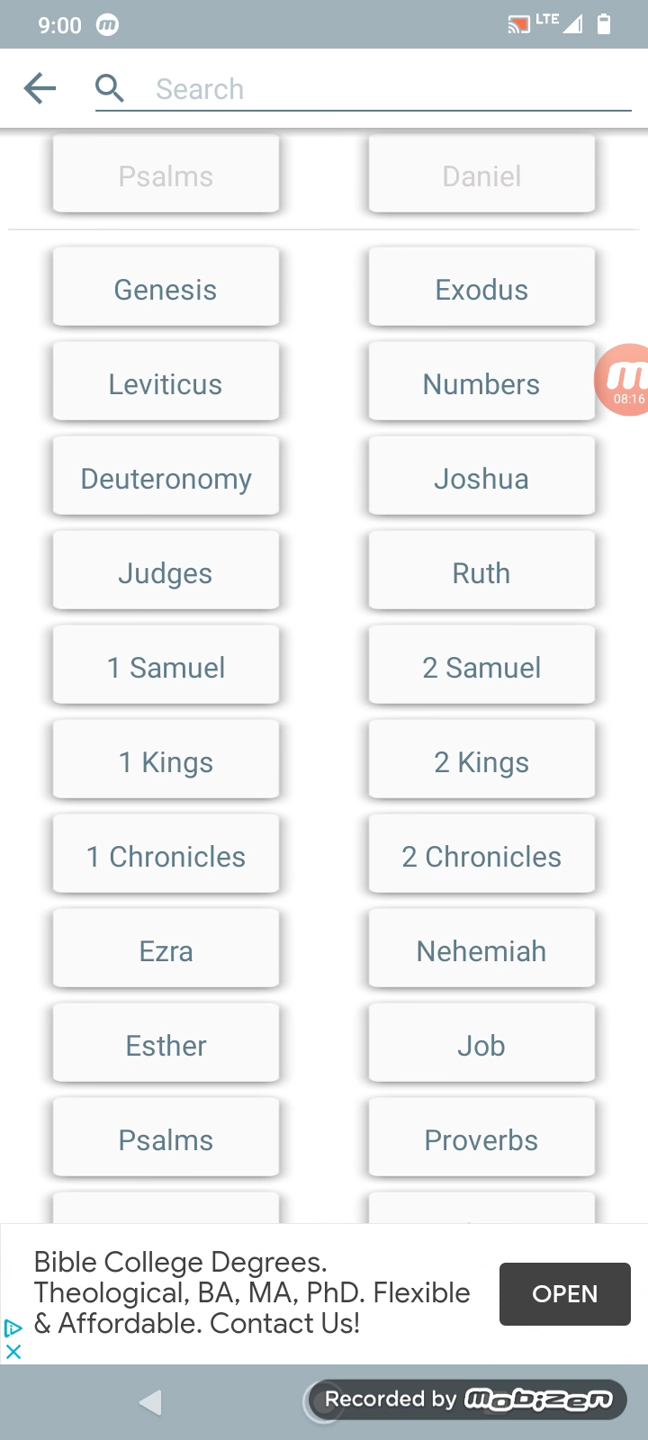 9:00
LTE
Search
Psalms
Daniel
Genesis
Exodus
Leviticus
Numbers
08:16
Deuteronomy
Joshua
Judges
Ruth
1 Samuel
2 Samuel
1 Kings
2 Kings
1 Chronicles
2 Chronicles
Ezra
Nehemiah
Esther
Job
Psalms
Proverbs
Bible College Degrees.
Theological, BA, MA, PhD. Flexible
& Affordable. Contact Us!
OPEN
Recorded by mobizen